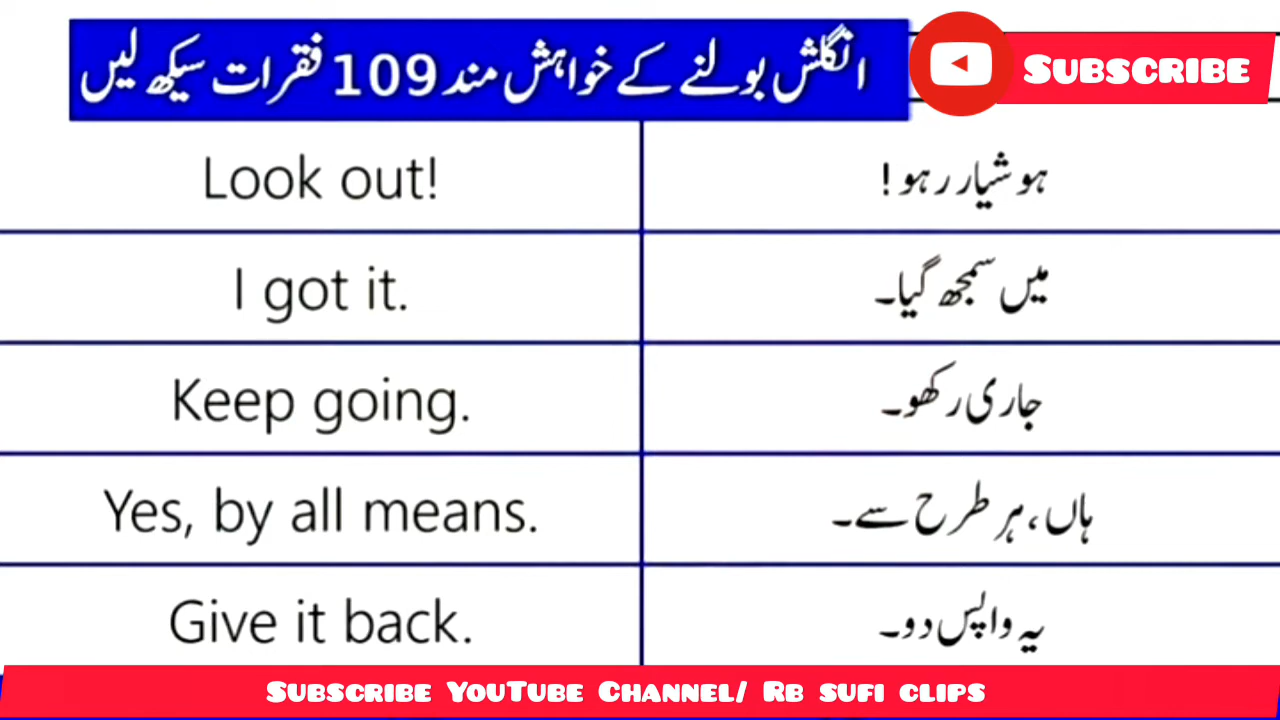 انگلش بولنے کے خواہش مند 109 فقرات سیکھ لیں
SUBSCRIBE
Look out!
ہوشیار رہو!
I got it.
میں سمجھ گیا۔
Keep going.
جاری رکھو۔
Yes, by all means.
ہاں، ہر طرح سے۔
Give it back.
یہ واپس دو۔
SUBSCRIBE YOUTUBE CHANNEL/ RB SUFI CLIPS